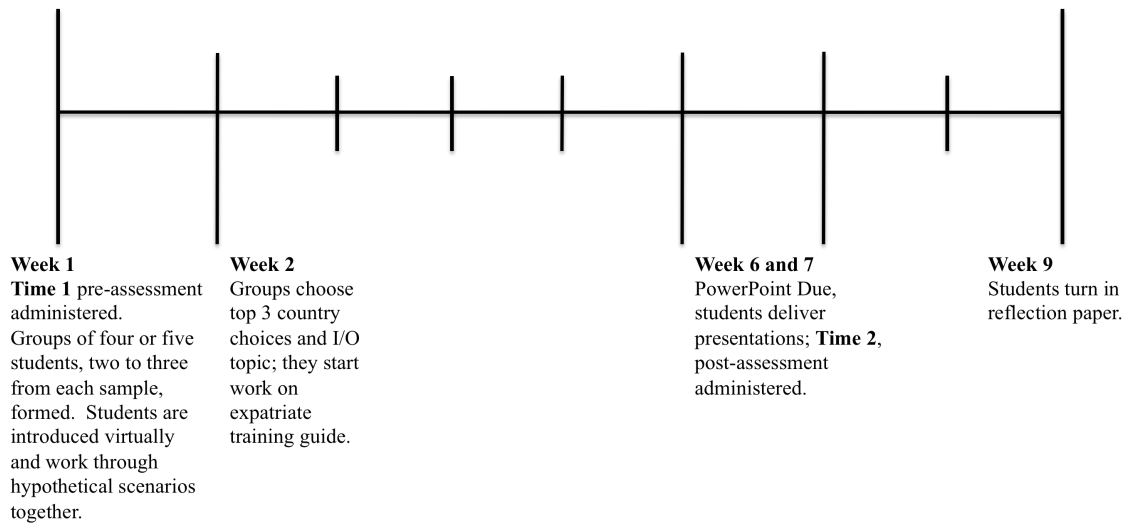 Week 1
Time 1 pre-assessment
administered.
Groups of four or five
students, two to three
from each sample,
formed.  Students are
introduced virtually
and work through
hypothetical scenarios
together.
Week 2
Groups choose
top 3 country
choices and I/O
topic; they start
work on
expatriate
training guide.
Week 6 and 7
PowerPoint Due,
students deliver
presentations; Time 2,
post-assessment
administered.
Week 9
Students turn in
reflection paper.